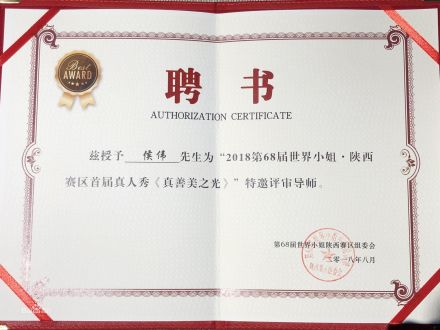 Best
AWARD
聘书
AUTHORIZATION CERTIFICATE
兹授予 侯伟 先生为“2018第68届世界小姐·陕西
赛区首届真人秀《真善美之光》”特邀评审导师。
第68届世界小姐陕西赛区组委会
二零一八年八月